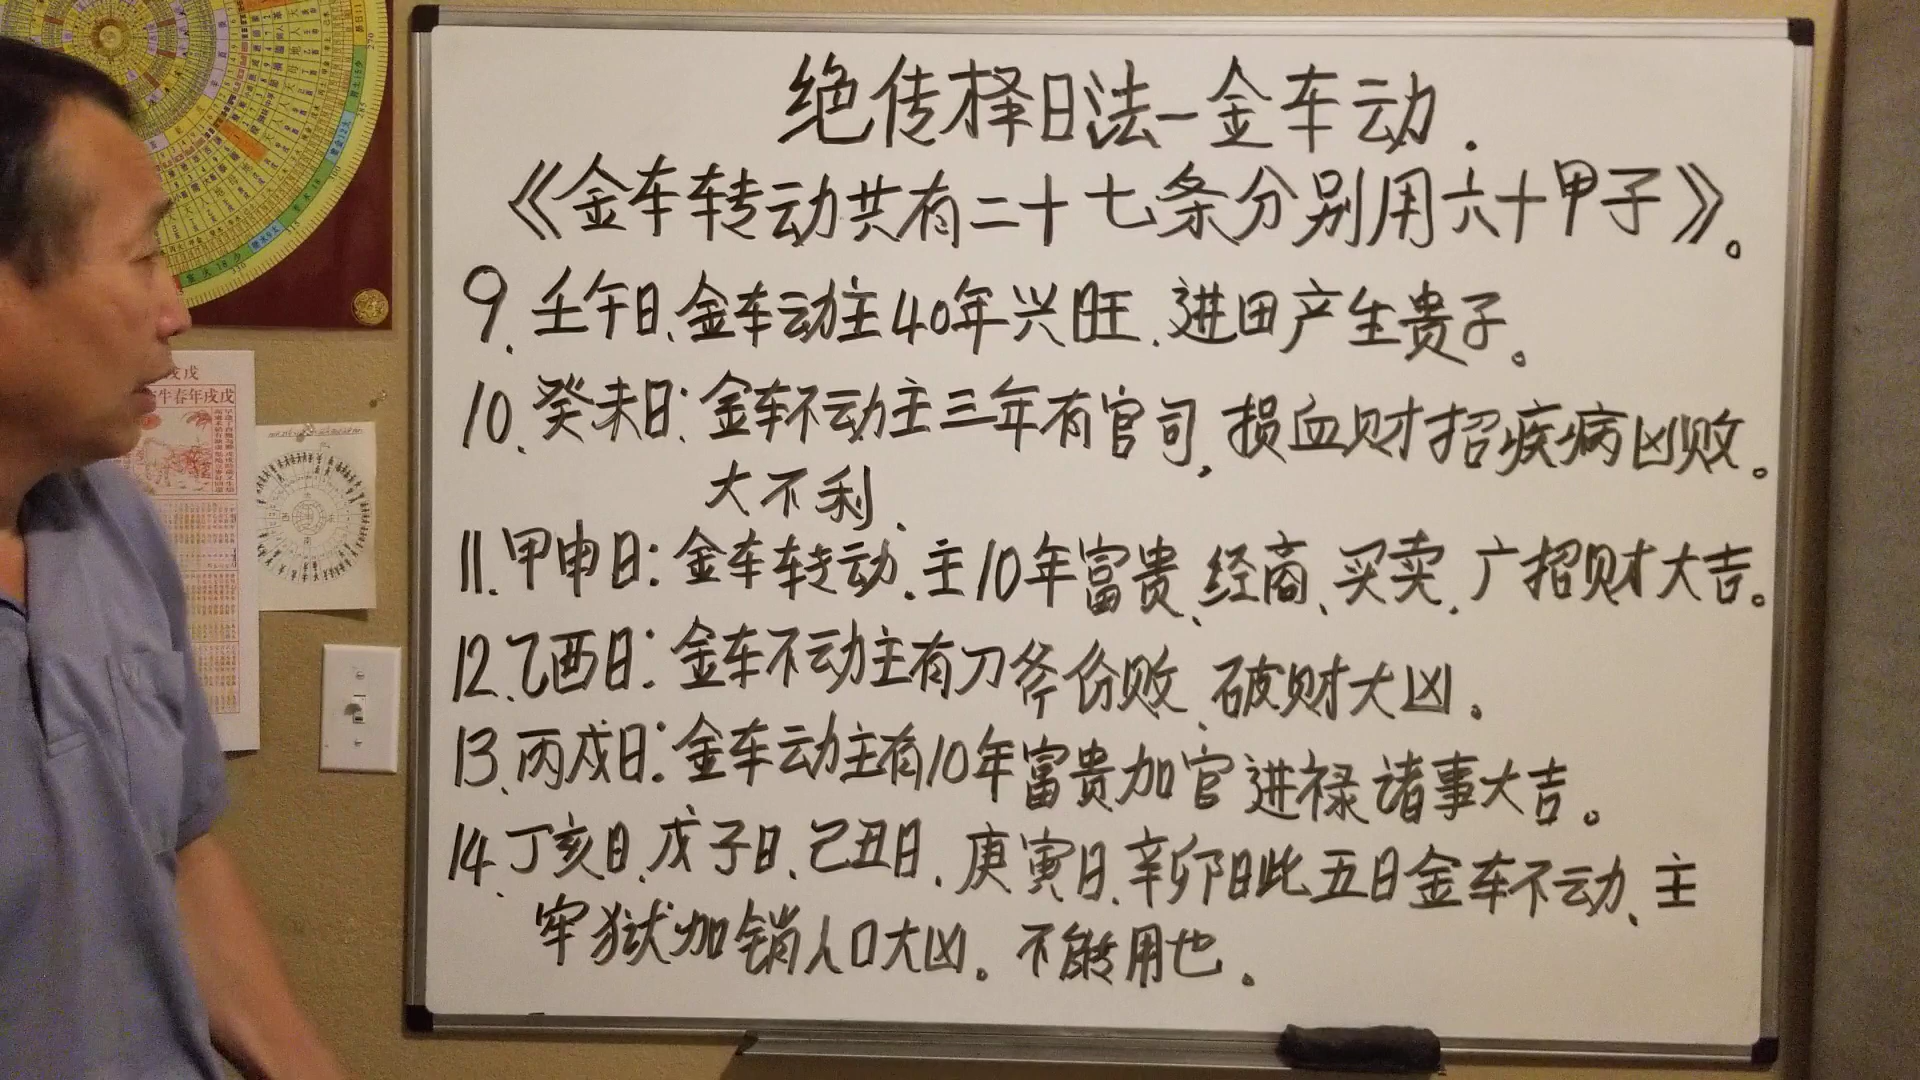 绝传择日法一金车动.
《金车转动共有二十七条分别用六十甲子》。
9. 壬午日、金车动主40年兴旺.进田产生贵子。
10. 癸未日:金车不动主三年有官司,损血财招疾病凶败。
大不利.
11. 甲申日:金车转动.主10年富贵、经商、买卖.广招财大吉。
12. 乙酉日:金车不动主有刀斧份败、破财大凶.
13. 丙戌日:金车动主有10年富贵加官进禄诸事大吉。
14. 丁亥日、戊子日、己丑日.庚寅日、辛卯日此五日金车不动、主
牢狱加销人口大凶。不能用也.
牛春年戊戌